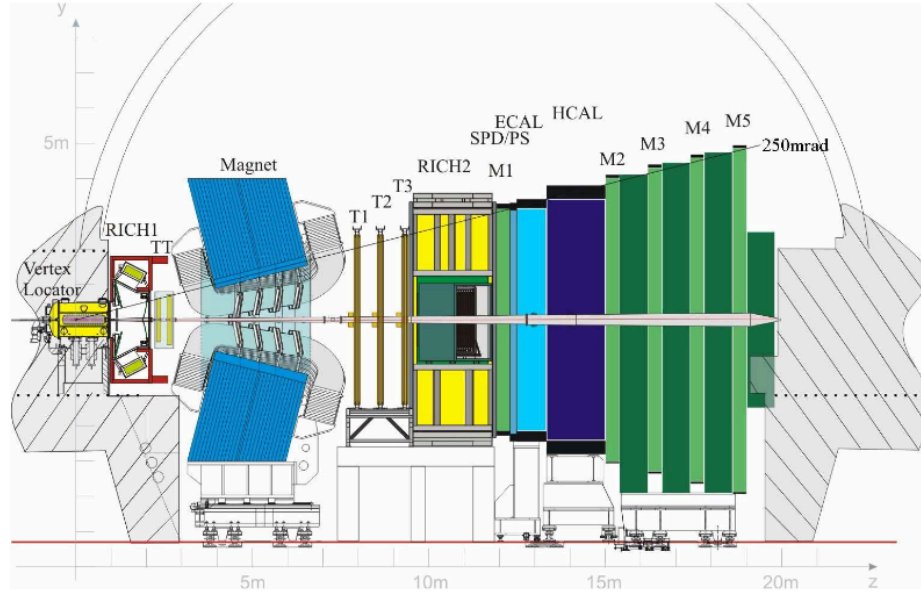 y
5m
Vertex
Locator
RICH1
TT
Magnet
T1
T2
T3
RICH2
M1
SPD/PS
ECAL
HCAL
M2
M3
M4
M5
250mrad
5m
10m
15m
20m
z